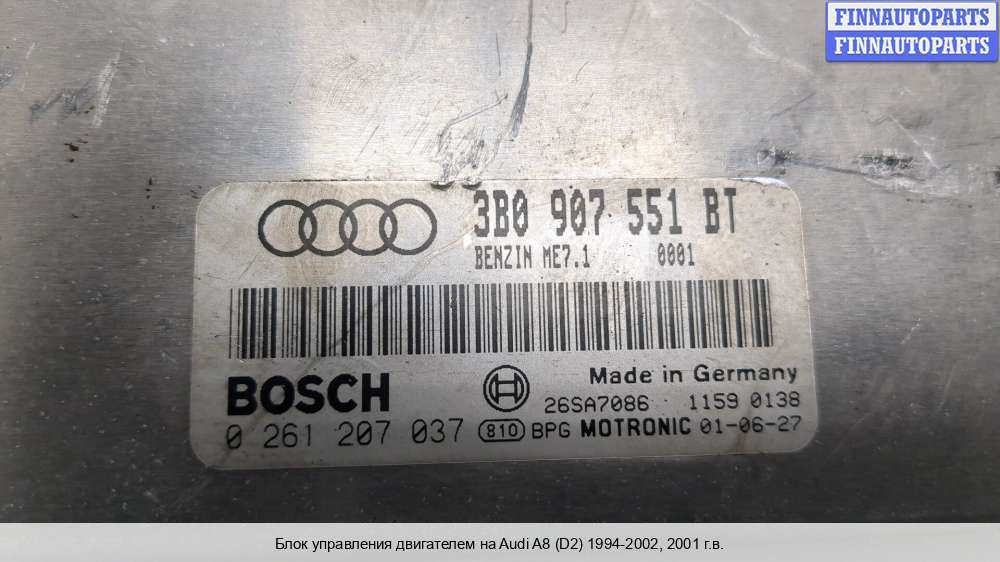 FINNAUTOPARTS
FINNAUTOPARTS
3B0 907 551 BT
BENZIN ME7.1 0001
BOSCH
Made in Germany
26SA7086 1159 0138
0 261 207 037 810 BPG MOTRONIC 01-06-27
Блок управления двигателем на Audi A8 (D2) 1994-2002, 2001 г.в.